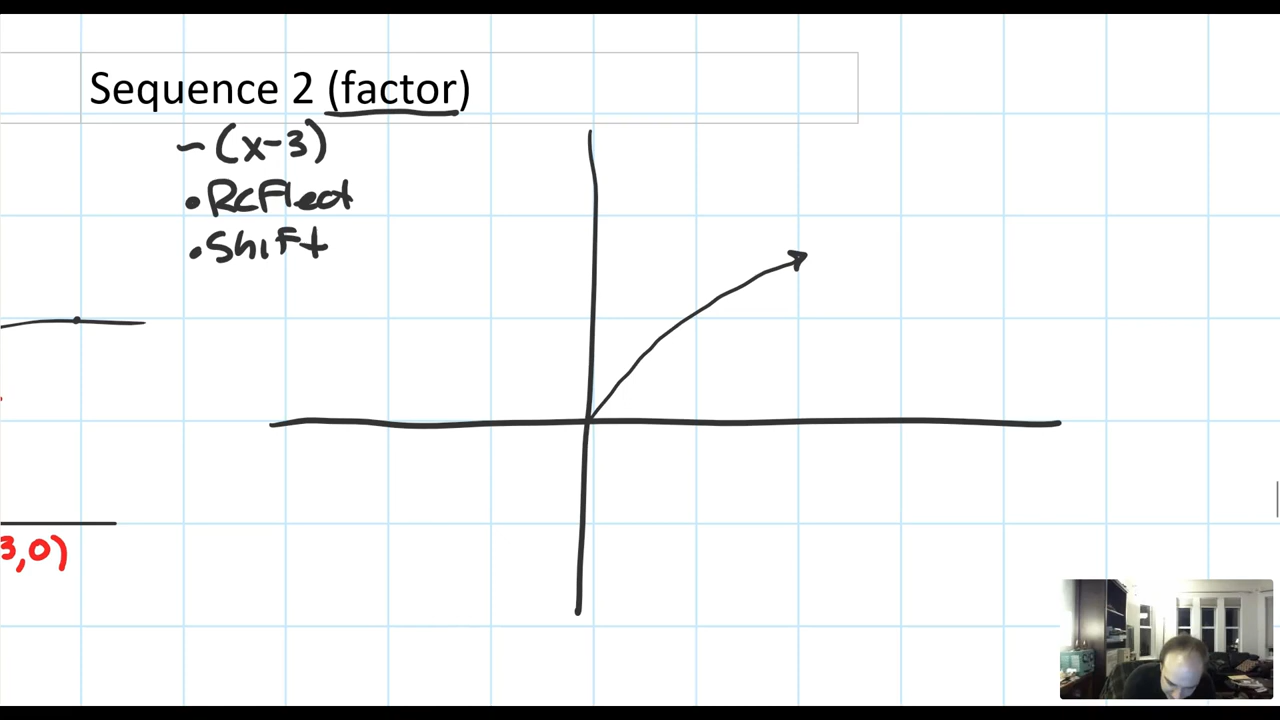 Sequence 2 (factor)
-(x-3)
• Reflect
• Shift
3,0)